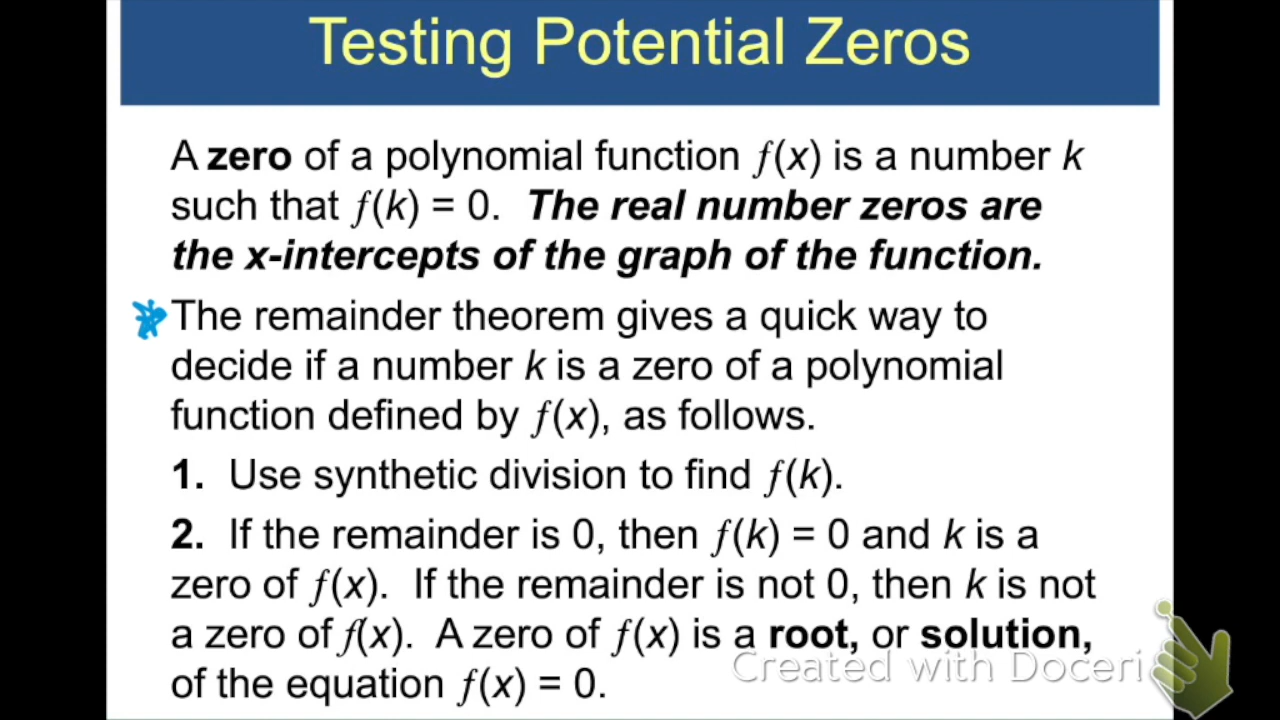 Testing Potential Zeros
A zero of a polynomial function f(x) is a number k
such that f(k) = 0. The real number zeros are
the x-intercepts of the graph of the function.
The remainder theorem gives a quick way to
decide if a number k is a zero of a polynomial
function defined by f(x), as follows.
1. Use synthetic division to find f(k).
2. If the remainder is 0, then f(k) = 0 and k is a
zero of f(x). If the remainder is not 0, then k is not
a zero of f(x). A zero of f(x) is a root, or solution,
of the equation f(x) = 0.
Created with Doceri